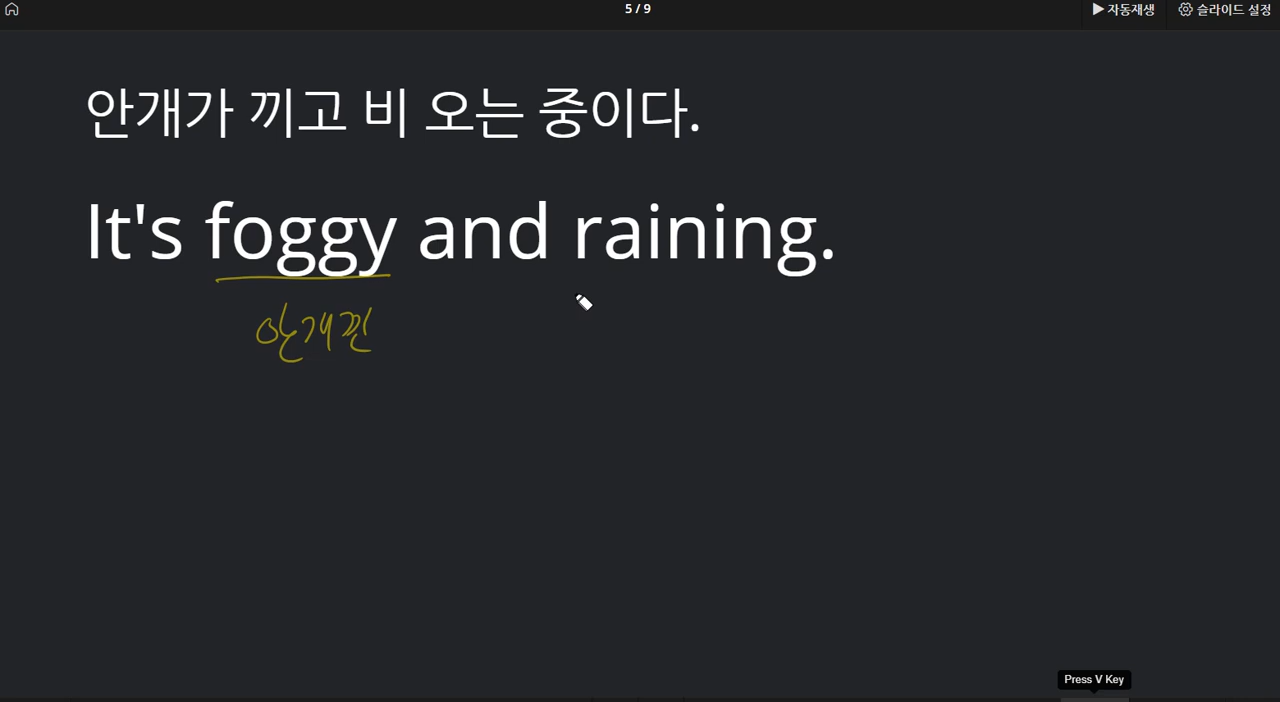 5 / 9
▶ 자동재생
슬라이드 설정
안개가 끼고 비 오는 중이다.
It's foggy and raining.
안개낀
Press V Key